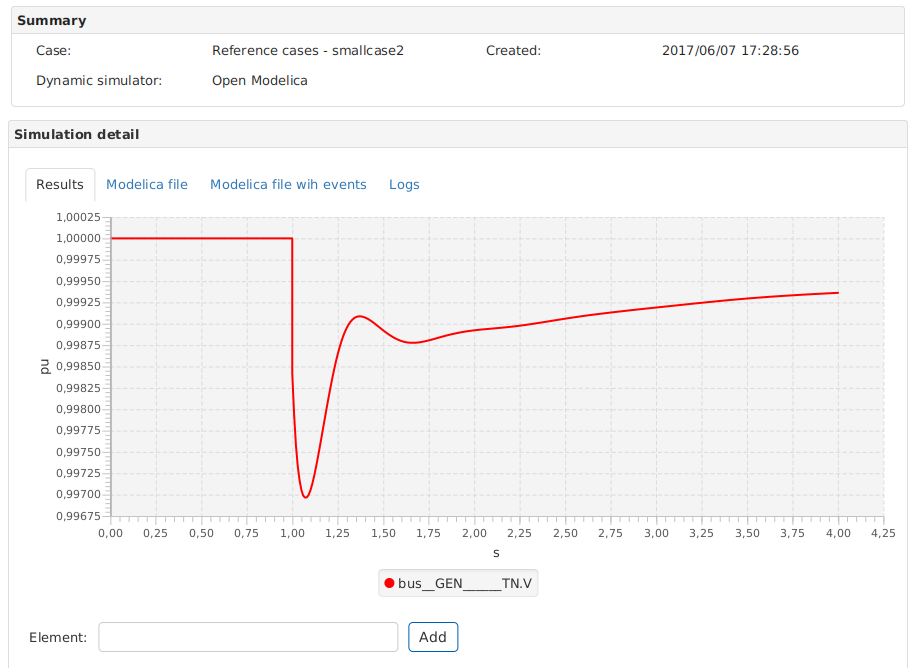 Summary
Case: Reference cases - smallcase2 Created: 2017/06/07 17:28:56
Dynamic simulator: Open Modelica
Simulation detail
Results Modelica file Modelica file wih events Logs
1,00025
1,00000
0,99975
0,99950
0,99925
0,99900
0,99875
0,99850
0,99825
0,99800
0,99775
0,99750
0,99725
0,99700
0,99675
pu
0,00 0,25 0,50 0,75 1,00 1,25 1,50 1,75 2,00 2,25 2,50 2,75 3,00 3,25 3,50 3,75 4,00 4,25
s
bus__GEN______TN.V
Element: Add